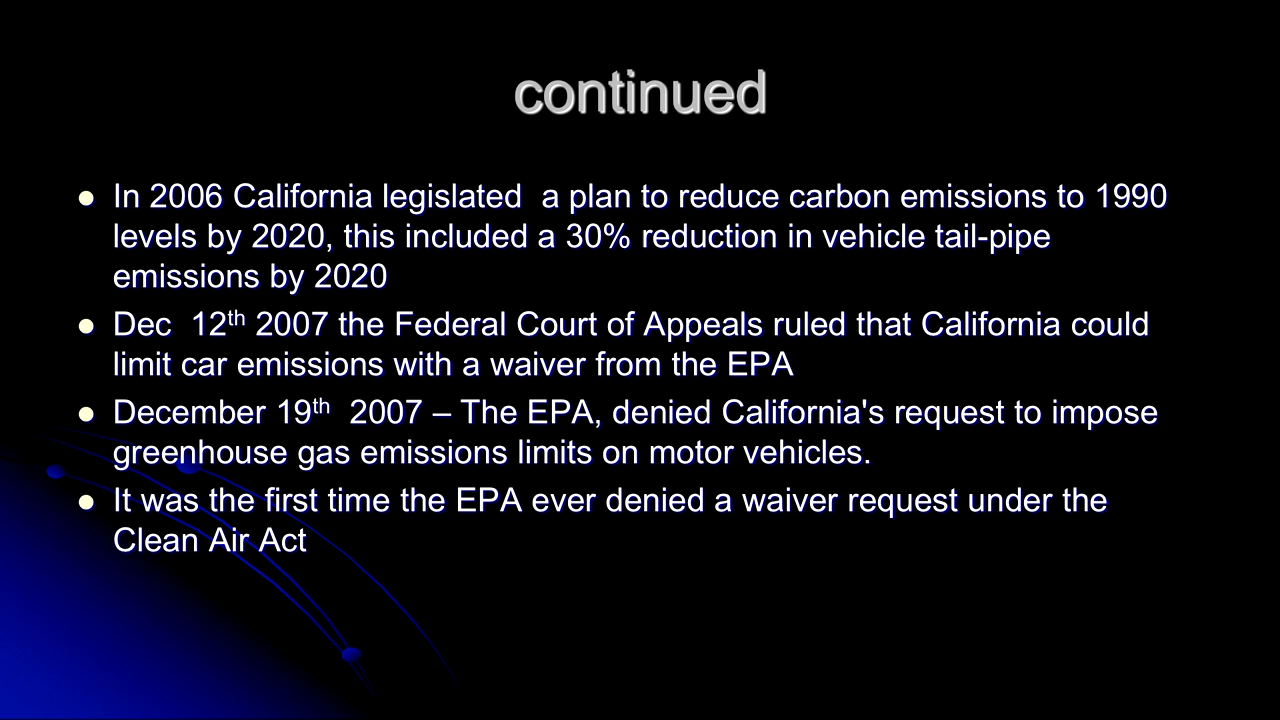 continued
In 2006 California legislated  a plan to reduce carbon emissions to 1990
levels by 2020, this included a 30% reduction in vehicle tail-pipe
emissions by 2020
Dec  12th 2007 the Federal Court of Appeals ruled that California could
limit car emissions with a waiver from the EPA
December 19th  2007 – The EPA, denied California's request to impose
greenhouse gas emissions limits on motor vehicles.
It was the first time the EPA ever denied a waiver request under the
Clean Air Act